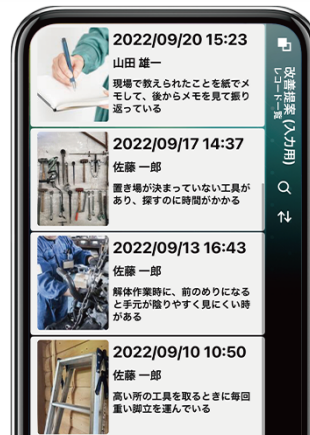 改善提案 (入力用)
レコード一覧
2022/09/20 15:23
山田 雄一
現場で教えられたことを紙でメ
モして、後からメモを見て振り
返っている
2022/09/17 14:37
佐藤 一郎
置き場が決まっていない工具が
あり、探すのに時間がかかる
2022/09/13 16:43
佐藤 一郎
解体作業時に、前のめりになる
と手元が陰りやすく見にくい時
がある
2022/09/10 10:50
佐藤 一郎
高い所の工具を取るときに毎回
重い脚立を運んでいる